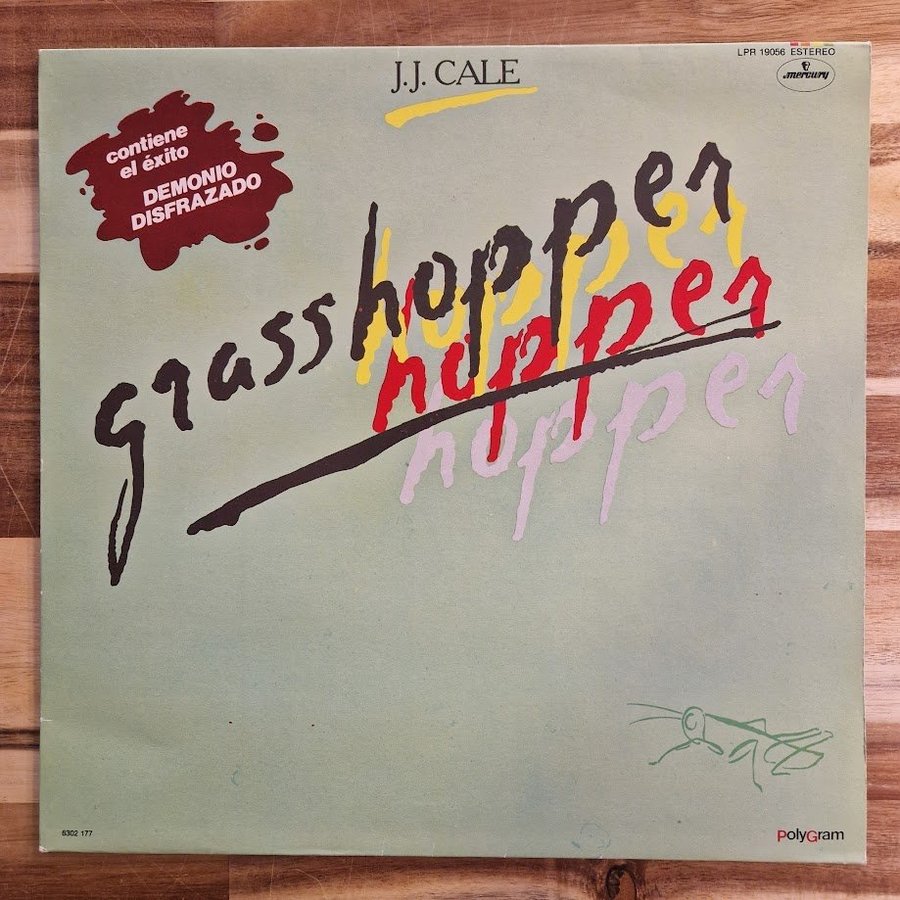 J.J. CALE
LPR 19056 ESTEREO
mercury
contiene
el éxito
DEMONIO
DISFRAZADO
grasshopper
hopper
hopper
hopper
6302 177
PolyGram